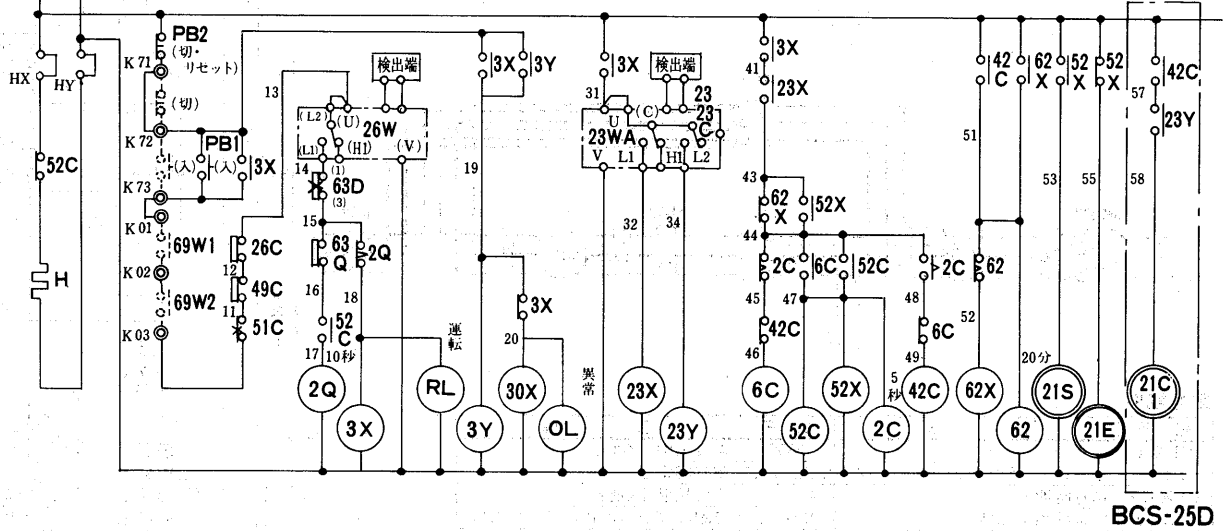 HX
HY
52C
H
K71
K72
K73
K01
K02
K03
PB2
(切・
リセット)
(切)
PB1
(入)
(入)
3X
69W1
69W2
26C
12
49C
11
51C
13
検出端
(L2)
(U)
26W
(L1)
(H1)
(V)
14
(1)
63D
(3)
15
63
Q
2Q
16
18
52
C
17
10秒
2Q
3X
運転
RL
19
3X
3Y
3X
20
3Y
30X
異常
OL
3X
31
検出端
23
U
(C)
23
C
23WA
V
L1
H1
L2
32
34
23X
23Y
3X
41
23X
43
62
X
52X
44
2C
6C
52C
2C
45
47
48
42C
6C
46
49
6C
52C
52X
5秒
2C
42C
42
C
62
X
52
X
52
X
51
53
55
62
52
20分
62X
62
21S
21E
42C
57
23Y
58
21C
1
BCS-25D